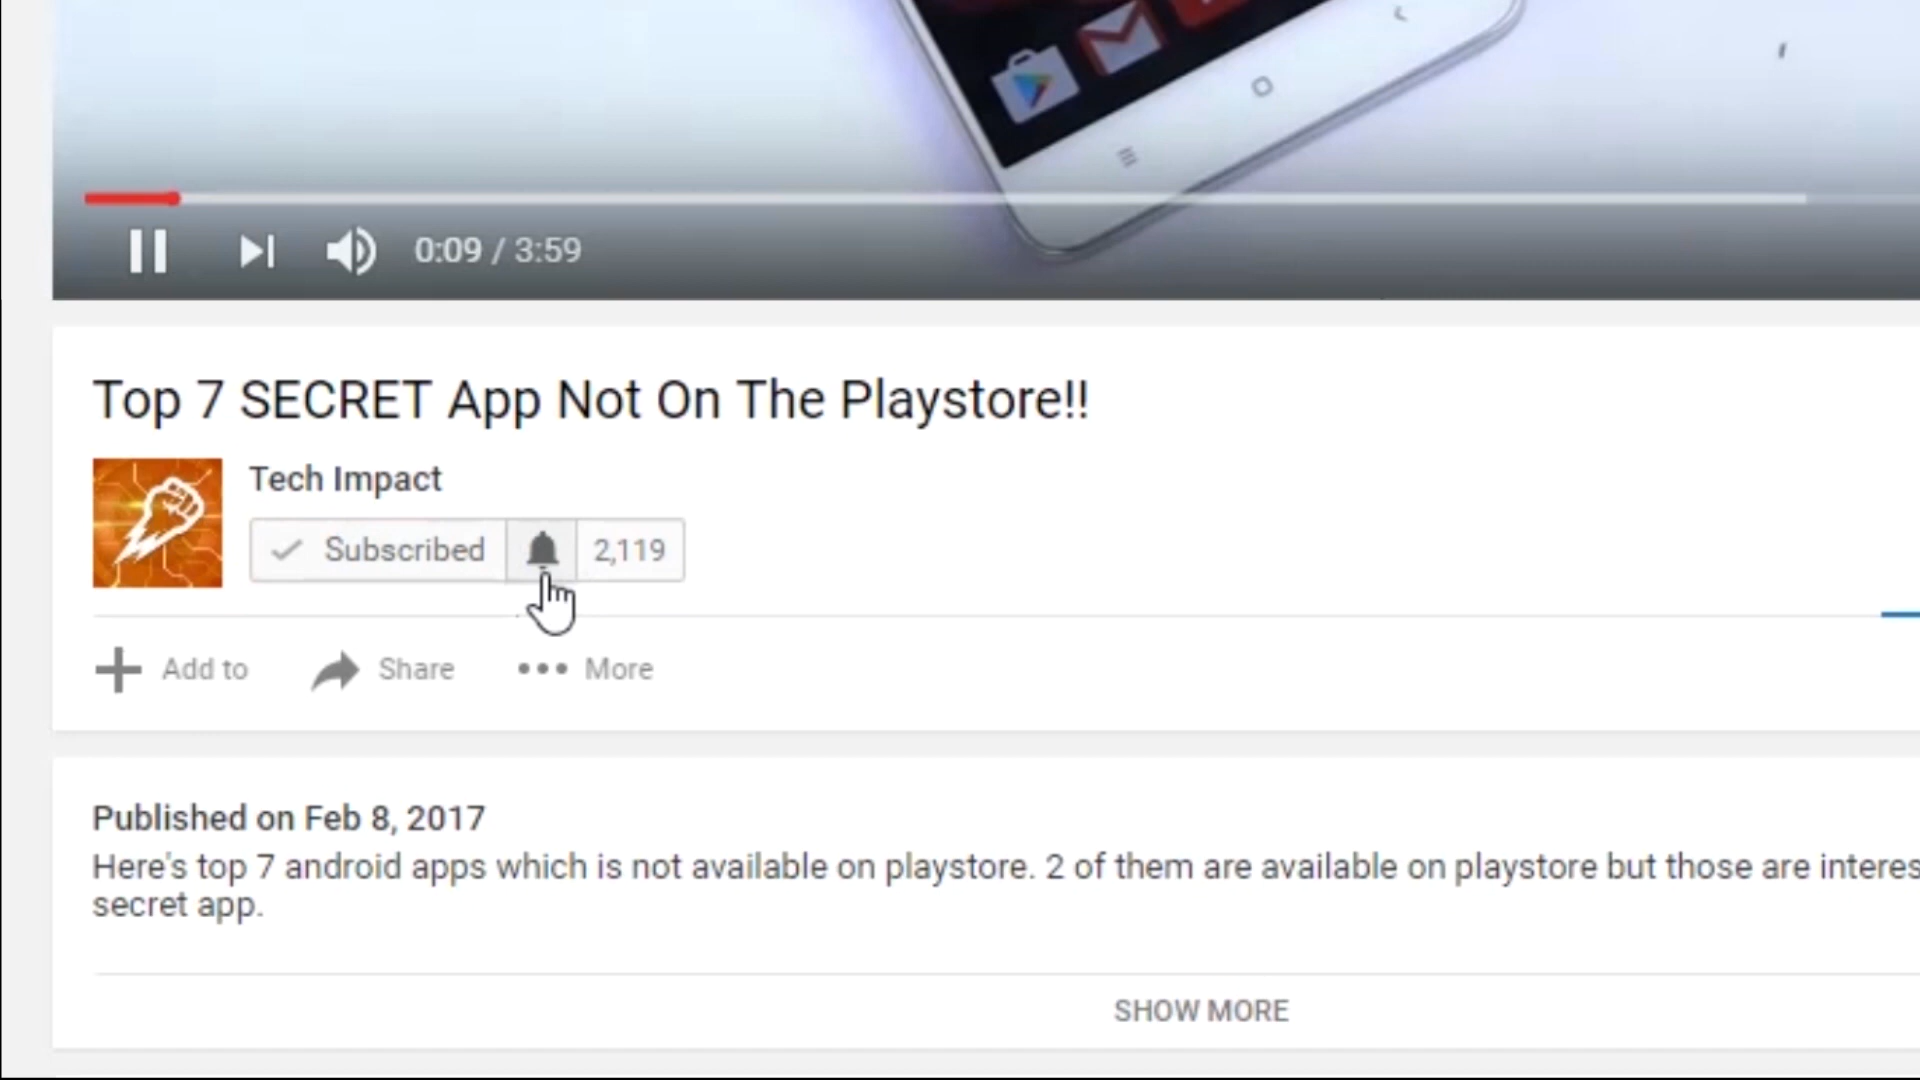 0:09 / 3:59
Top 7 SECRET App Not On The Playstore!!
Tech Impact
Subscribed 2,119
Add to Share More
Published on Feb 8, 2017
Here's top 7 android apps which is not available on playstore. 2 of them are available on playstore but those are interes
secret app.
SHOW MORE